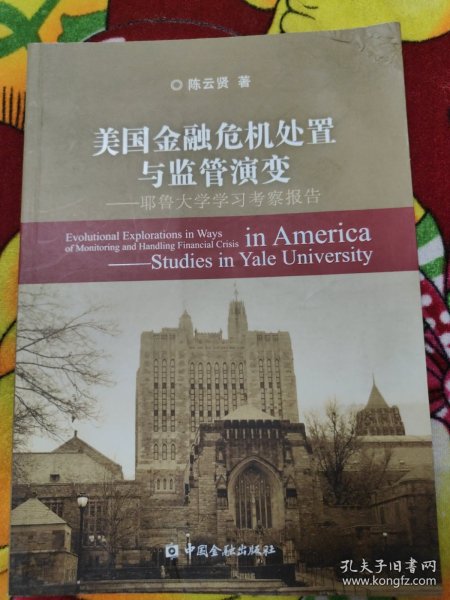 陈云贤 著
美国金融危机处置
与监管演变
——耶鲁大学学习考察报告
Evolutional Explorations in Ways
of Monitoring and Handling Financial Crisis
in America
——Studies in Yale University
中国金融出版社
孔夫子旧书网
www.kongfz.com